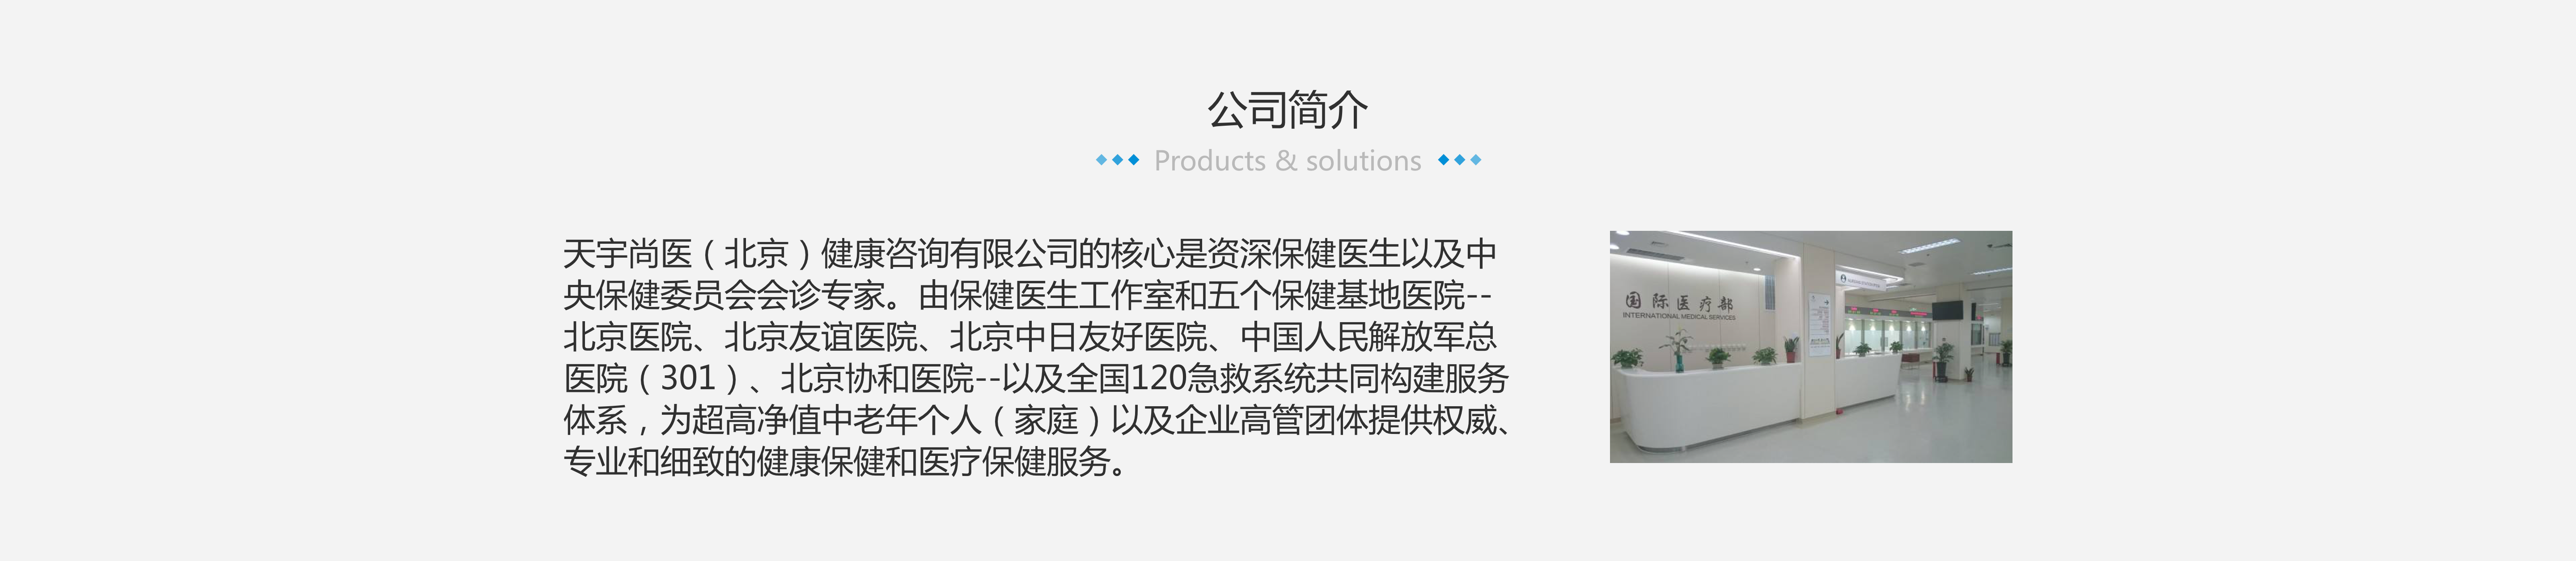 公司简介
Products & solutions
天宇尚医（北京）健康咨询有限公司的核心是资深保健医生以及中
央保健委员会会诊专家。由保健医生工作室和五个保健基地医院--
北京医院、北京友谊医院、北京中日友好医院、中国人民解放军总
医院（301）、北京协和医院--以及全国120急救系统共同构建服务
体系，为超高净值中老年个人（家庭）以及企业高管团体提供权威、
专业和细致的健康保健和医疗保健服务。
国际医疗部
INTERNATIONAL MEDICAL SERVICES